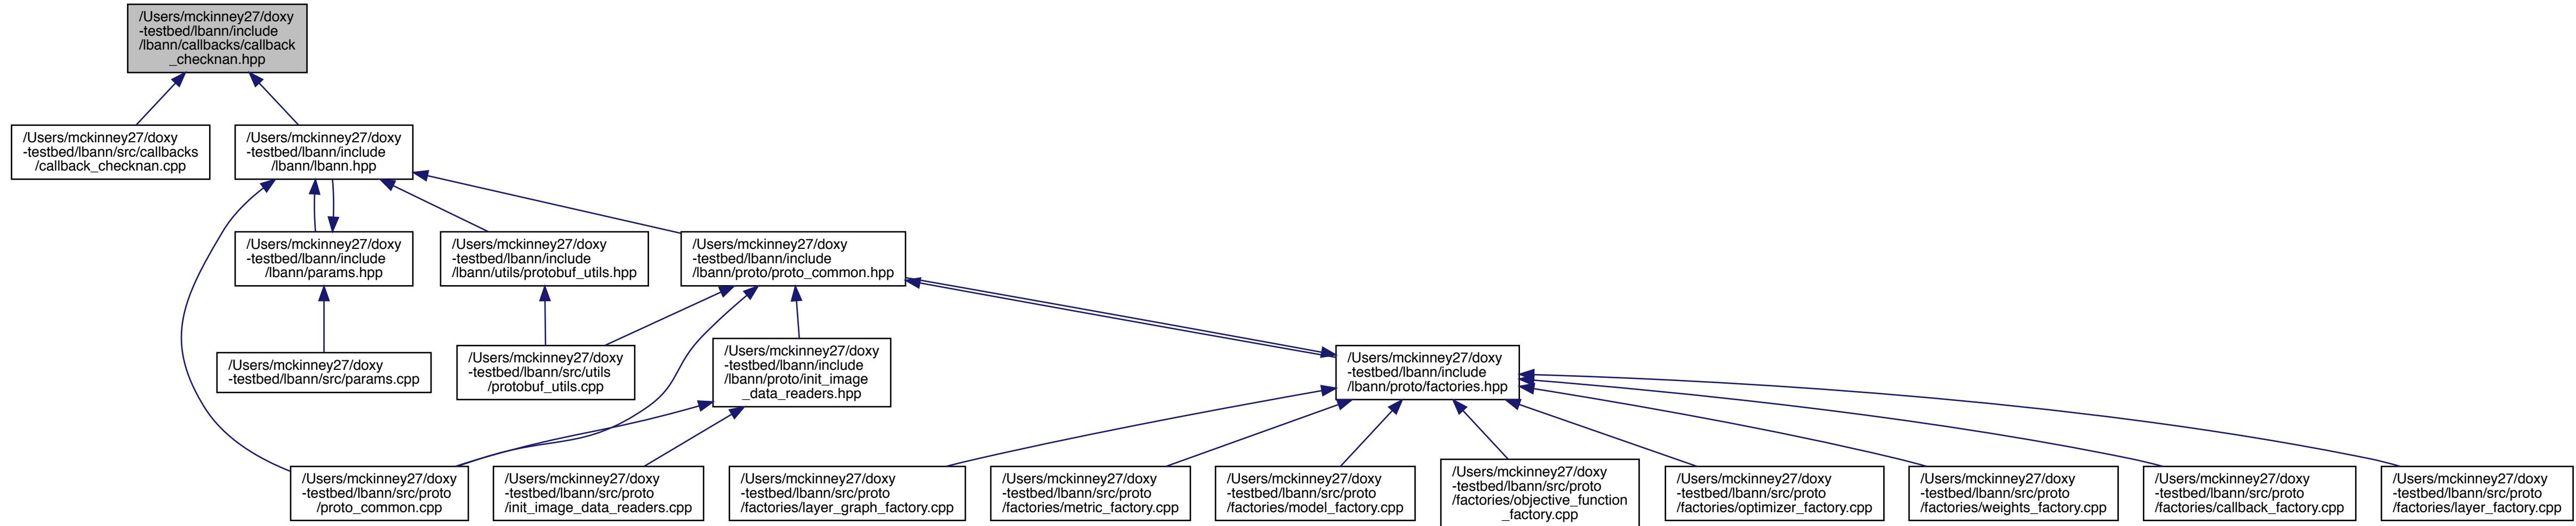 /Users/mckinney27/doxy
-testbed/lbann/include
/lbann/callbacks/callback
_checknan.hpp
/Users/mckinney27/doxy
-testbed/lbann/src/callbacks
/callback_checknan.cpp
/Users/mckinney27/doxy
-testbed/lbann/include
/lbann/lbann.hpp
/Users/mckinney27/doxy
-testbed/lbann/include
/lbann/params.hpp
/Users/mckinney27/doxy
-testbed/lbann/include
/lbann/utils/protobuf_utils.hpp
/Users/mckinney27/doxy
-testbed/lbann/include
/lbann/proto/proto_common.hpp
/Users/mckinney27/doxy
-testbed/lbann/src/params.cpp
/Users/mckinney27/doxy
-testbed/lbann/src/utils
/protobuf_utils.cpp
/Users/mckinney27/doxy
-testbed/lbann/include
/lbann/proto/init_image
_data_readers.hpp
/Users/mckinney27/doxy
-testbed/lbann/include
/lbann/proto/factories.hpp
/Users/mckinney27/doxy
-testbed/lbann/src/proto
/proto_common.cpp
/Users/mckinney27/doxy
-testbed/lbann/src/proto
/init_image_data_readers.cpp
/Users/mckinney27/doxy
-testbed/lbann/src/proto
/factories/layer_graph_factory.cpp
/Users/mckinney27/doxy
-testbed/lbann/src/proto
/factories/metric_factory.cpp
/Users/mckinney27/doxy
-testbed/lbann/src/proto
/factories/model_factory.cpp
/Users/mckinney27/doxy
-testbed/lbann/src/proto
/factories/objective_function
_factory.cpp
/Users/mckinney27/doxy
-testbed/lbann/src/proto
/factories/optimizer_factory.cpp
/Users/mckinney27/doxy
-testbed/lbann/src/proto
/factories/weights_factory.cpp
/Users/mckinney27/doxy
-testbed/lbann/src/proto
/factories/callback_factory.cpp
/Users/mckinney27/doxy
-testbed/lbann/src/proto
/factories/layer_factory.cpp